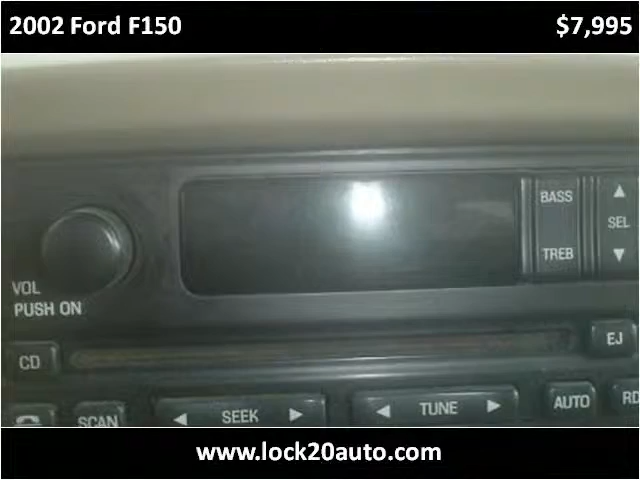 2002 Ford F150 $7,995
BASS
SEL
TREB
VOL
PUSH ON
EJ
CD
AUTO
RD
SEEK
TUNE
SCAN
www.lock20auto.com